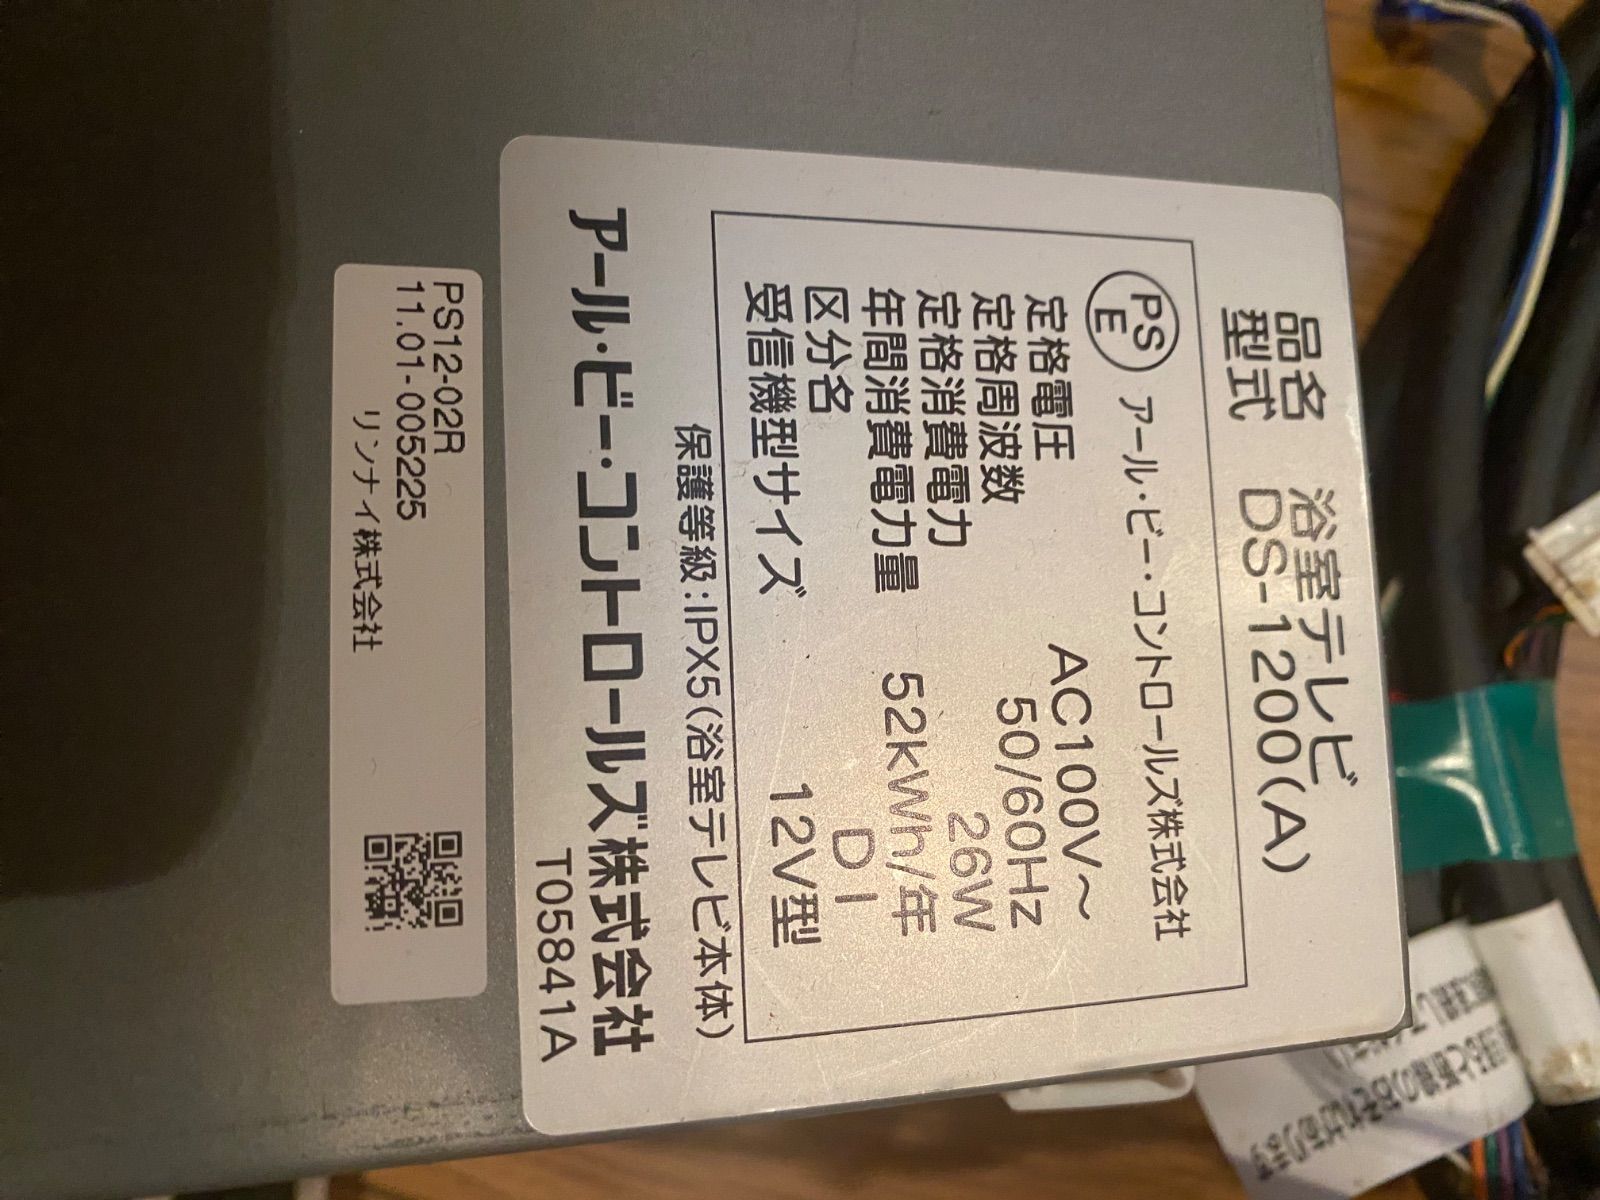 品名 浴室テレビ
型式 DS-1200(A)
PS
E
アール・ビー・コントロールズ株式会社
定格電圧 AC100V～
定格周波数 50/60Hz
定格消費電力 26W
年間消費電力量 52kWh/年
区分名 DI
受信機型サイズ 12V型
保護等級:IPX5(浴室テレビ本体)
アール・ビー・コントロールズ株式会社
T05841A
PS12-02R
11.01-005225
リンナイ株式会社